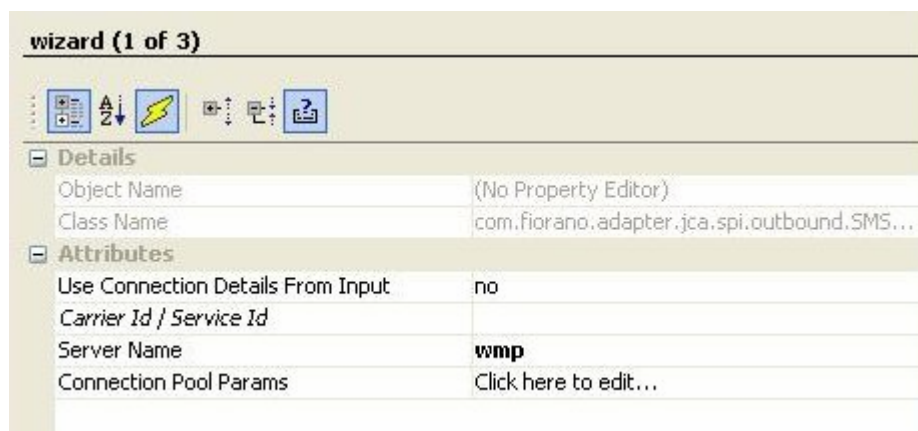 wizard (1 of 3)
Details
Object Name (No Property Editor)
Class Name com.fiorano.adapter.jca.spi.outbound.SMS...
Attributes
Use Connection Details From Input no
Carrier Id / Service Id
Server Name wmp
Connection Pool Params Click here to edit...